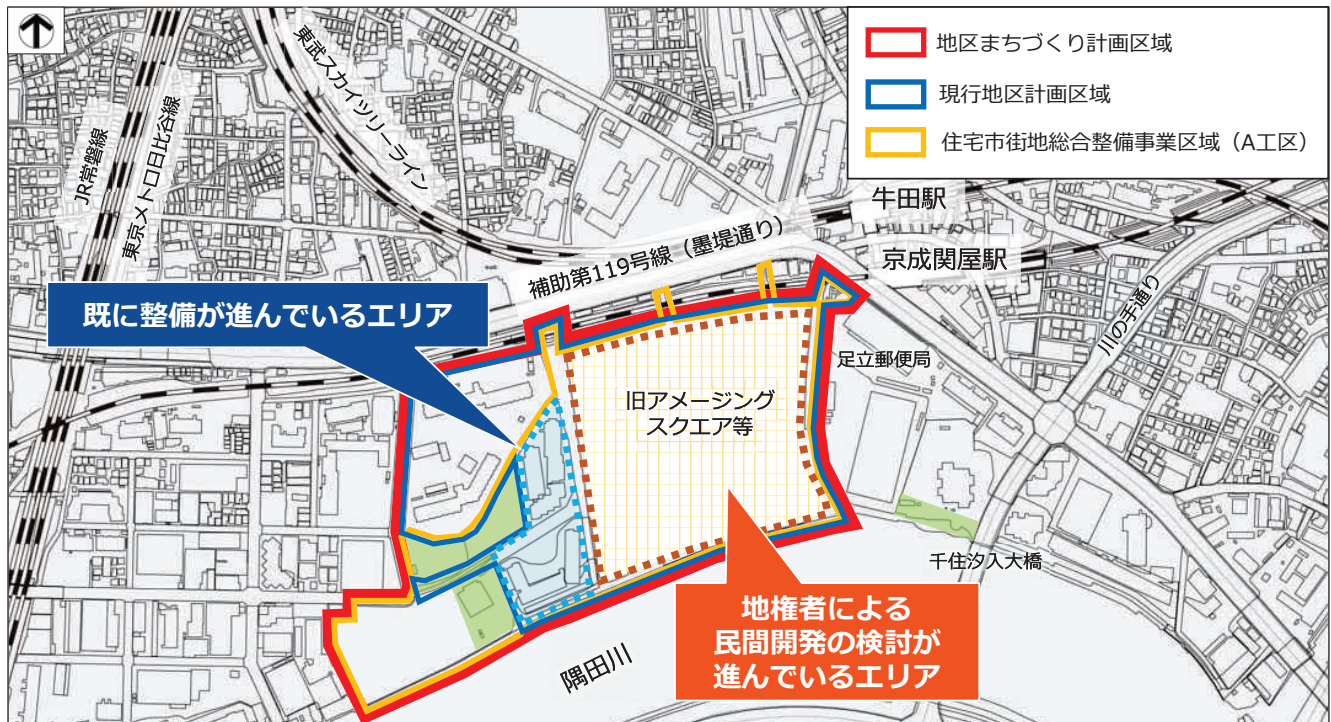 地区まちづくり計画区域
現行地区計画区域
住宅市街地総合整備事業区域（A工区）
東武スカイツリーライン
JR常磐線
東京メトロ日比谷線
牛田駅
補助第119号線（墨堤通り）
京成関屋駅
川の手通り
既に整備が進んでいるエリア
足立郵便局
旧アメージング
スクエア等
千住汐入大橋
地権者による
民間開発の検討が
進んでいるエリア
隅田川